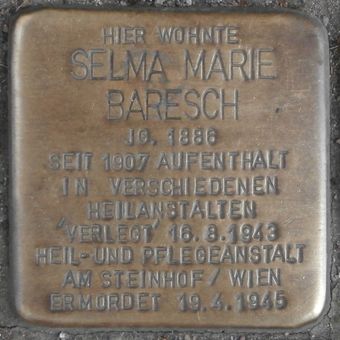 HIER WOHNTE
SELMA MARIE
BARESCH
JG. 1886
SEIT 1907 AUFENTHALT
IN VERSCHIEDENEN
HEILANSTALTEN
'VERLEGT' 16.8.1943
HEIL-UND PFLEGEANSTALT
AM STEINHOF / WIEN
ERMORDET 19.4.1945